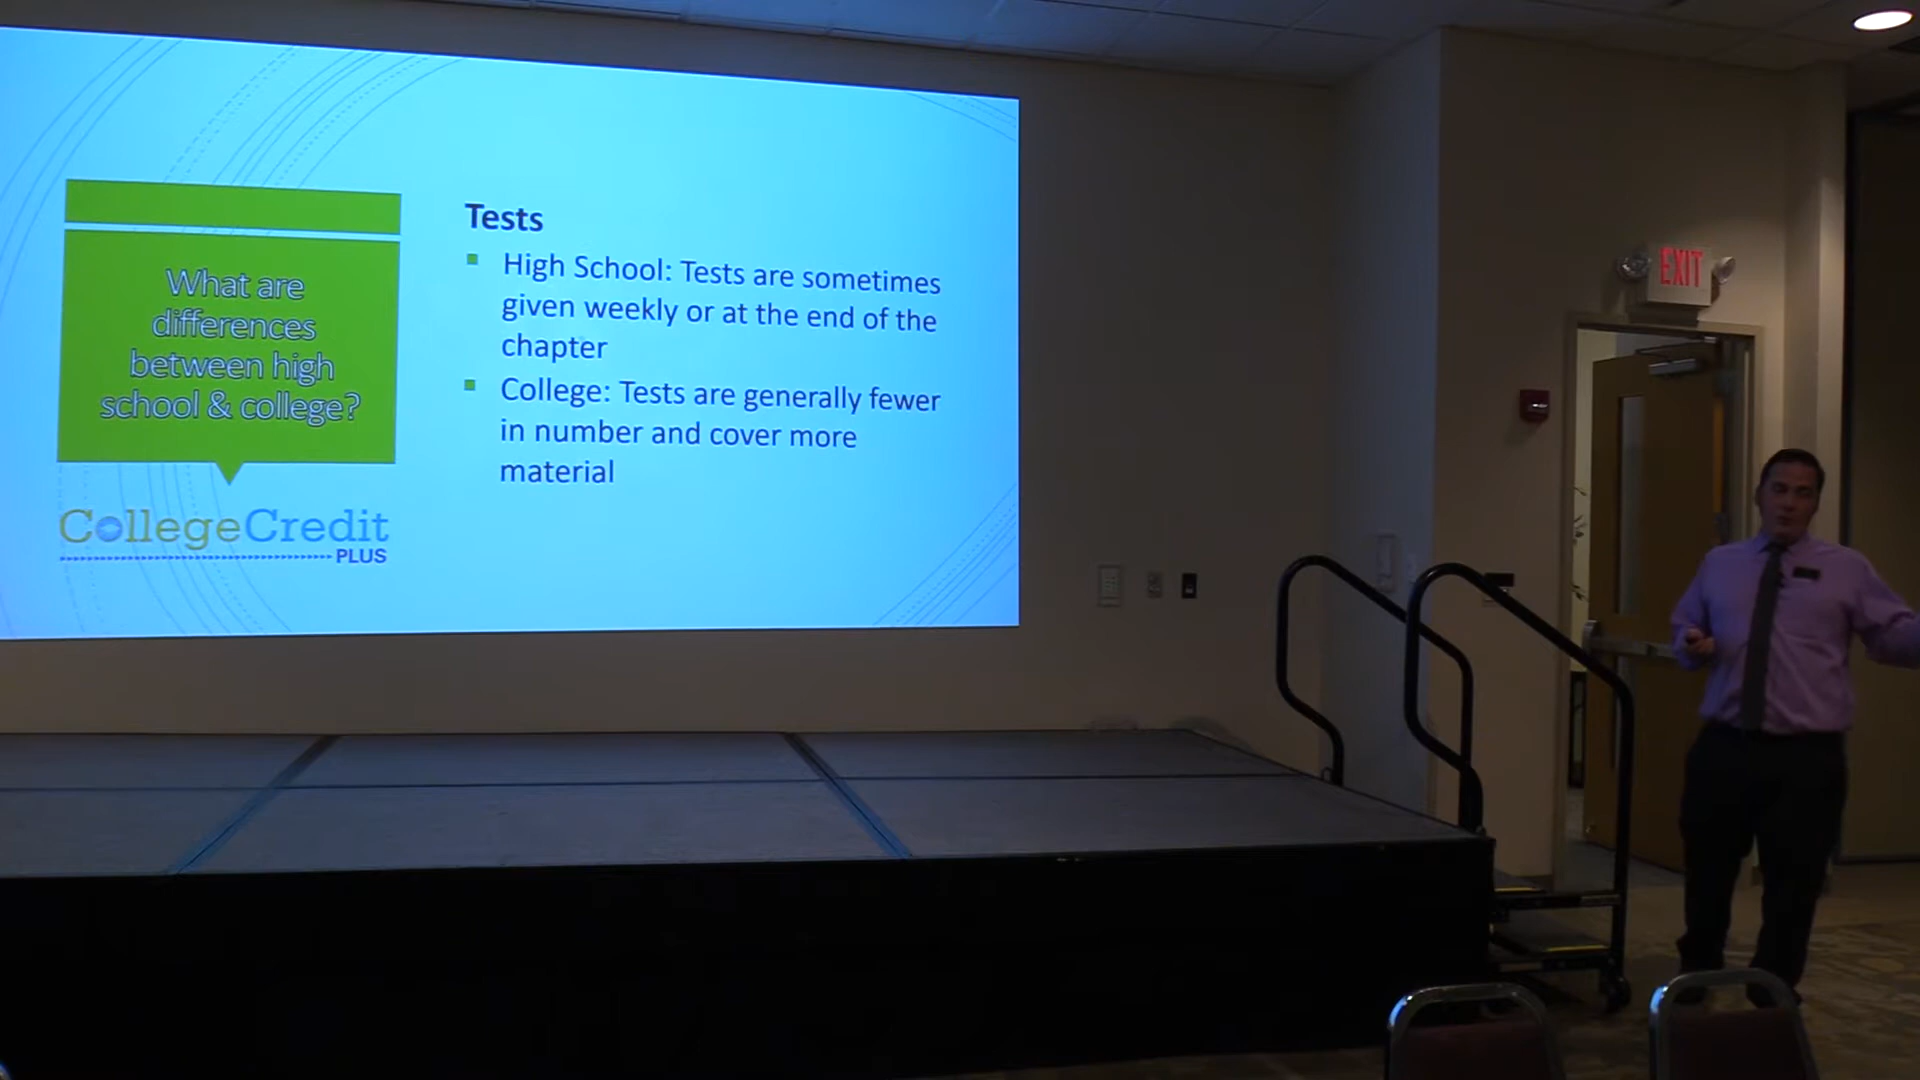 What are
differences
between high
school & college?
CollegeCredit
PLUS
Tests
High School: Tests are sometimes
given weekly or at the end of the
chapter
College: Tests are generally fewer
in number and cover more
material
EXIT